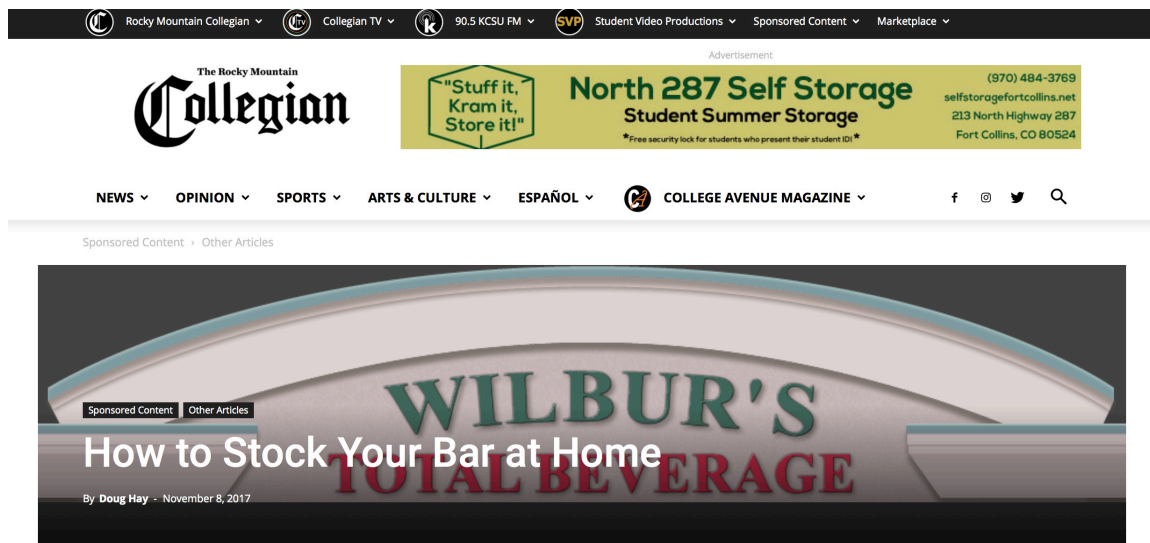 Rocky Mountain Collegian Collegian TV 90.5 KCSU FM SVP Student Video Productions Sponsored Content Marketplace
Advertisement
The Rocky Mountain
Collegian
"Stuff it,
Kram it,
Store it!"
North 287 Self Storage
Student Summer Storage
*Free security lock for students who present their student ID! *
(970) 484-3769
selfstoragefortcollins.net
213 North Highway 287
Fort Collins, CO 80524
NEWS OPINION SPORTS ARTS & CULTURE ESPAÑOL CA COLLEGE AVENUE MAGAZINE
Sponsored Content › Other Articles
WILBUR'S
TOTAL BEVERAGE
Sponsored Content Other Articles
How to Stock Your Bar at Home
By Doug Hay - November 8, 2017